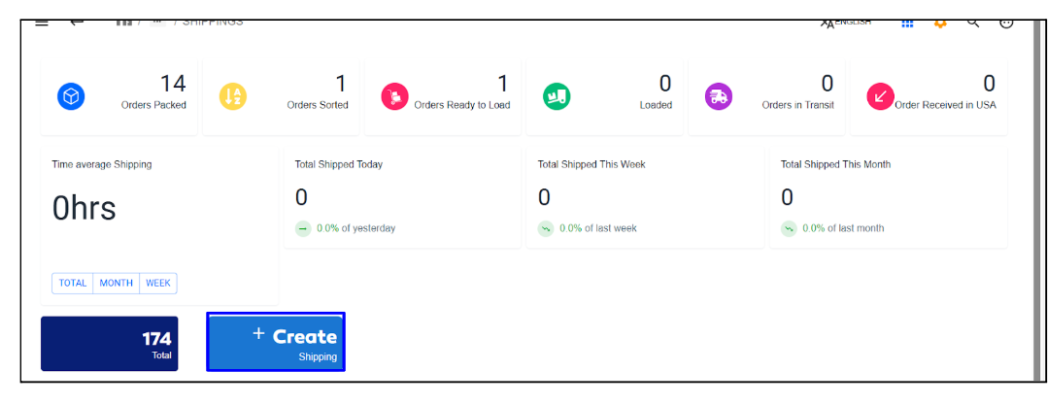 / SHIPPINGS
ENGLISH
14
Orders Packed
1
Orders Sorted
1
Orders Ready to Load
0
Loaded
0
Orders in Transit
0
Order Received in USA
Time average Shipping
0hrs
TOTAL MONTH WEEK
Total Shipped Today
0
0.0% of yesterday
Total Shipped This Week
0
0.0% of last week
Total Shipped This Month
0
0.0% of last month
174
Total
+ Create
Shipping